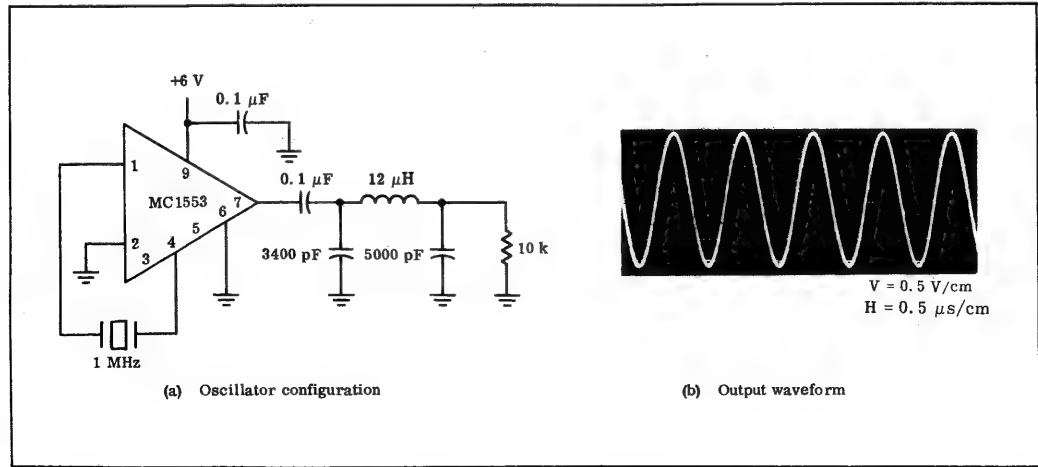 +6 V
0.1 μF
1
9
MC1553
2
3
4
5
6
7
0.1 μF
12 μH
3400 pF
5000 pF
10 k
1 MHz
V = 0.5 V/cm
H = 0.5 μs/cm
(a) Oscillator configuration
(b) Output waveform